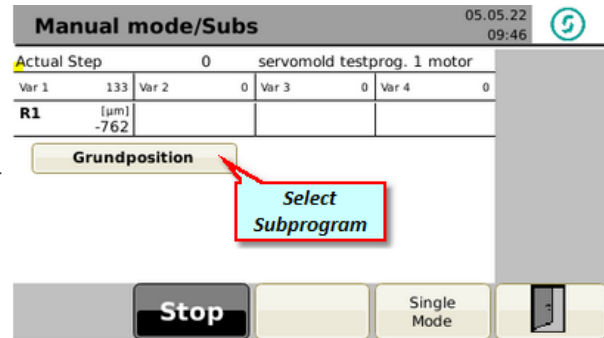 Manual mode/Subs
05.05.22
09:46
Actual Step 0 servomold testprog. 1 motor
Var 1 133 Var 2 0 Var 3 0 Var 4 0
R1 [µm]
-762
Grundposition
Select
Subprogram
Stop
Single
Mode